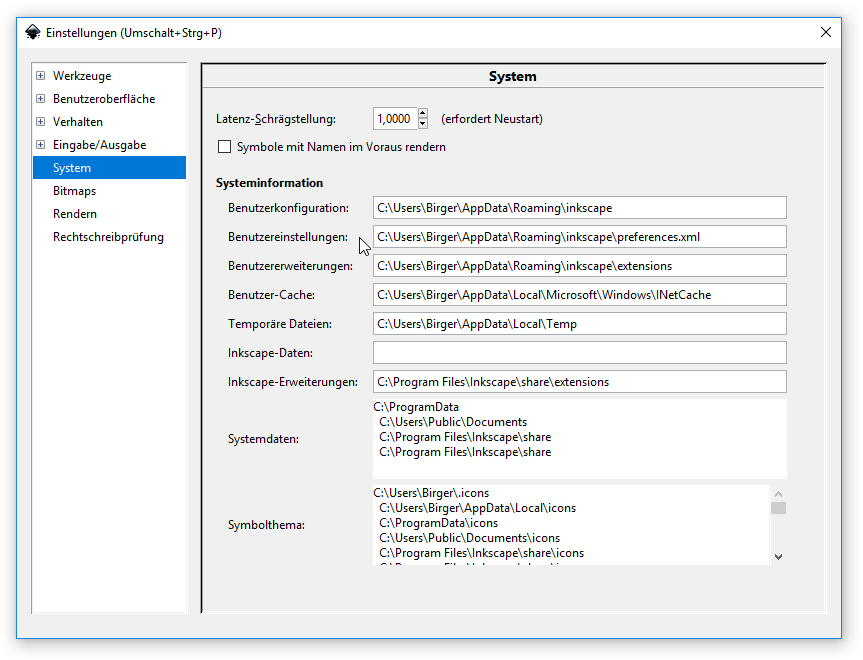 Einstellungen (Umschalt+Strg+P)
Werkzeuge
Benutzeroberfläche
Verhalten
Eingabe/Ausgabe
System
Bitmaps
Rendern
Rechtschreibprüfung
System
Latenz-Schrägstellung: 1,0000 (erfordert Neustart)
Symbole mit Namen im Voraus rendern
Systeminformation
Benutzerkonfiguration: C:\Users\Birger\AppData\Roaming\inkscape
Benutzereinstellungen: C:\Users\Birger\AppData\Roaming\inkscape\preferences.xml
Benutzererweiterungen: C:\Users\Birger\AppData\Roaming\inkscape\extensions
Benutzer-Cache: C:\Users\Birger\AppData\Local\Microsoft\Windows\INetCache
Temporäre Dateien: C:\Users\Birger\AppData\Local\Temp
Inkscape-Daten:
Inkscape-Erweiterungen: C:\Program Files\Inkscape\share\extensions
Systemdaten:
C:\ProgramData
C:\Users\Public\Documents
C:\Program Files\Inkscape\share
C:\Program Files\Inkscape\share
Symbolthema:
C:\Users\Birger\.icons
C:\Users\Birger\AppData\Local\icons
C:\ProgramData\icons
C:\Users\Public\Documents\icons
C:\Program Files\Inkscape\share\icons